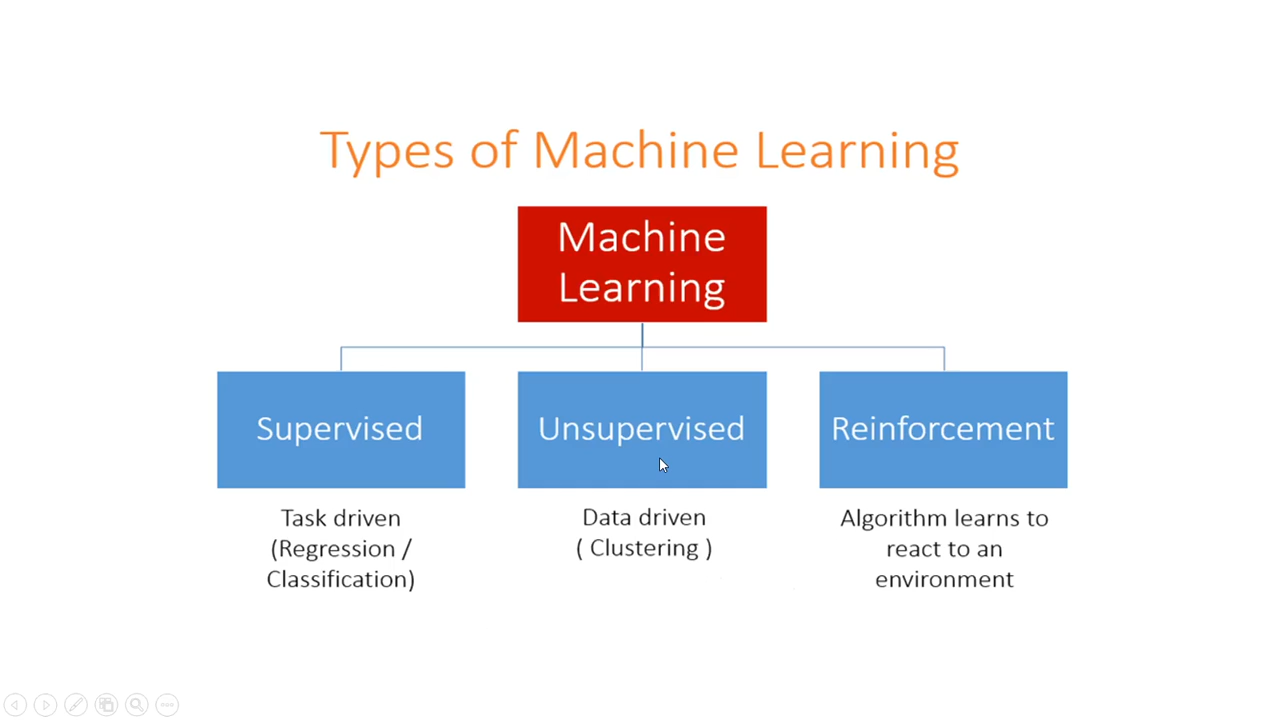 Types of Machine Learning
Machine
Learning
Supervised
Unsupervised
Reinforcement
Task driven
(Regression /
Classification)
Data driven
( Clustering )
Algorithm learns to
react to an
environment